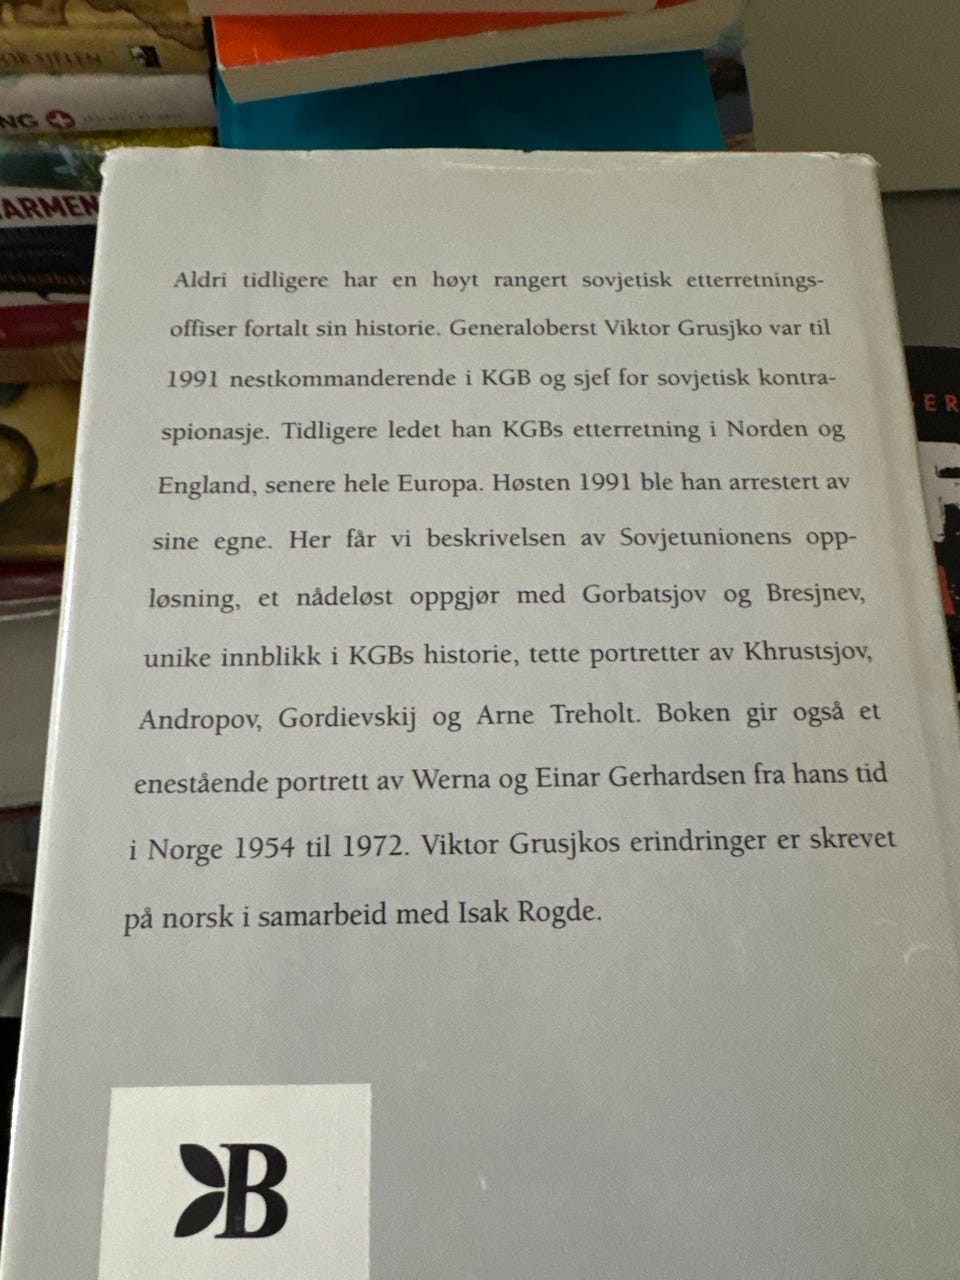 OR SJELEN
NG
ARMEN
ER
Aldri tidligere har en høyt rangert sovjetisk etterretnings-
offiser fortalt sin historie. Generaloberst Viktor Grusjko var til
1991 nestkommanderende i KGB og sjef for sovjetisk kontra-
spionasje. Tidligere ledet han KGBs etterretning i Norden og
England, senere hele Europa. Høsten 1991 ble han arrestert av
sine egne. Her får vi beskrivelsen av Sovjetunionens opp-
løsning, et nådeløst oppgjør med Gorbatsjov og Bresjnev,
unike innblikk i KGBs historie, tette portretter av Khrustsjov,
Andropov, Gordievskij og Arne Treholt. Boken gir også et
enestående portrett av Werna og Einar Gerhardsen fra hans tid
i Norge 1954 til 1972. Viktor Grusjkos erindringer er skrevet
på norsk i samarbeid med Isak Rogde.
B